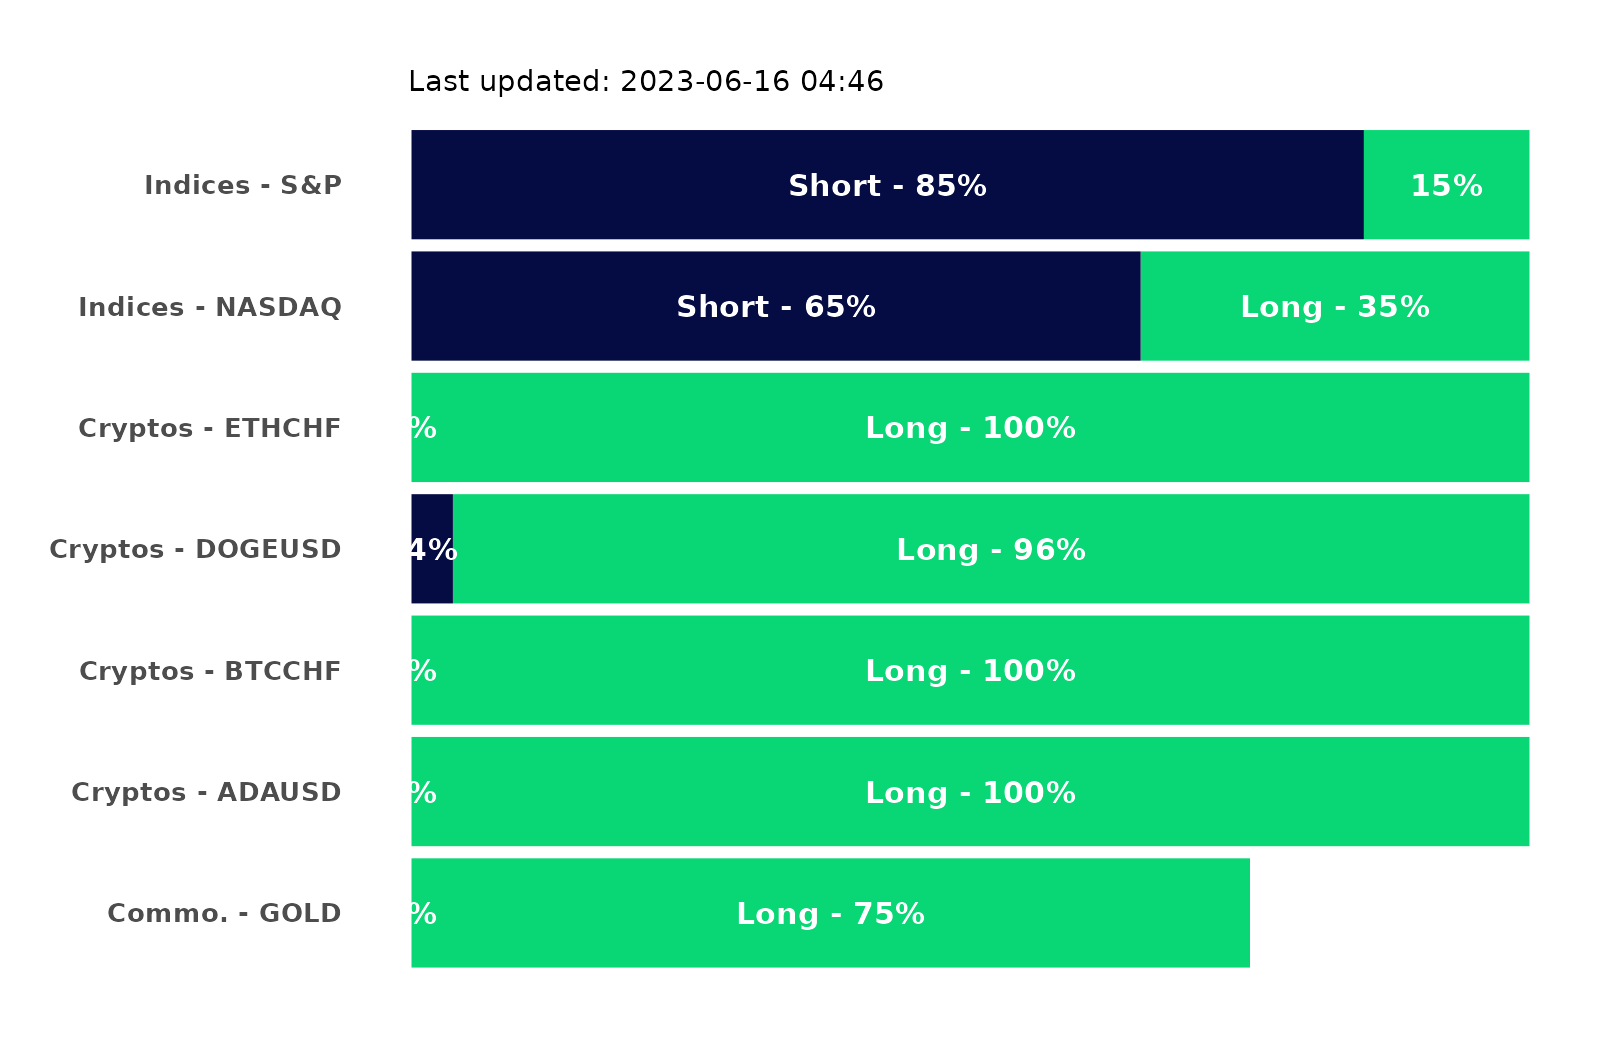 Last updated: 2023-06-16 04:46
Indices - S&P Short - 85% 15%
Indices - NASDAQ Short - 65% Long - 35%
Cryptos - ETHCHF % Long - 100%
Cryptos - DOGEUSD 4% Long - 96%
Cryptos - BTCCHF % Long - 100%
Cryptos - ADAUSD % Long - 100%
Commo. - GOLD % Long - 75%